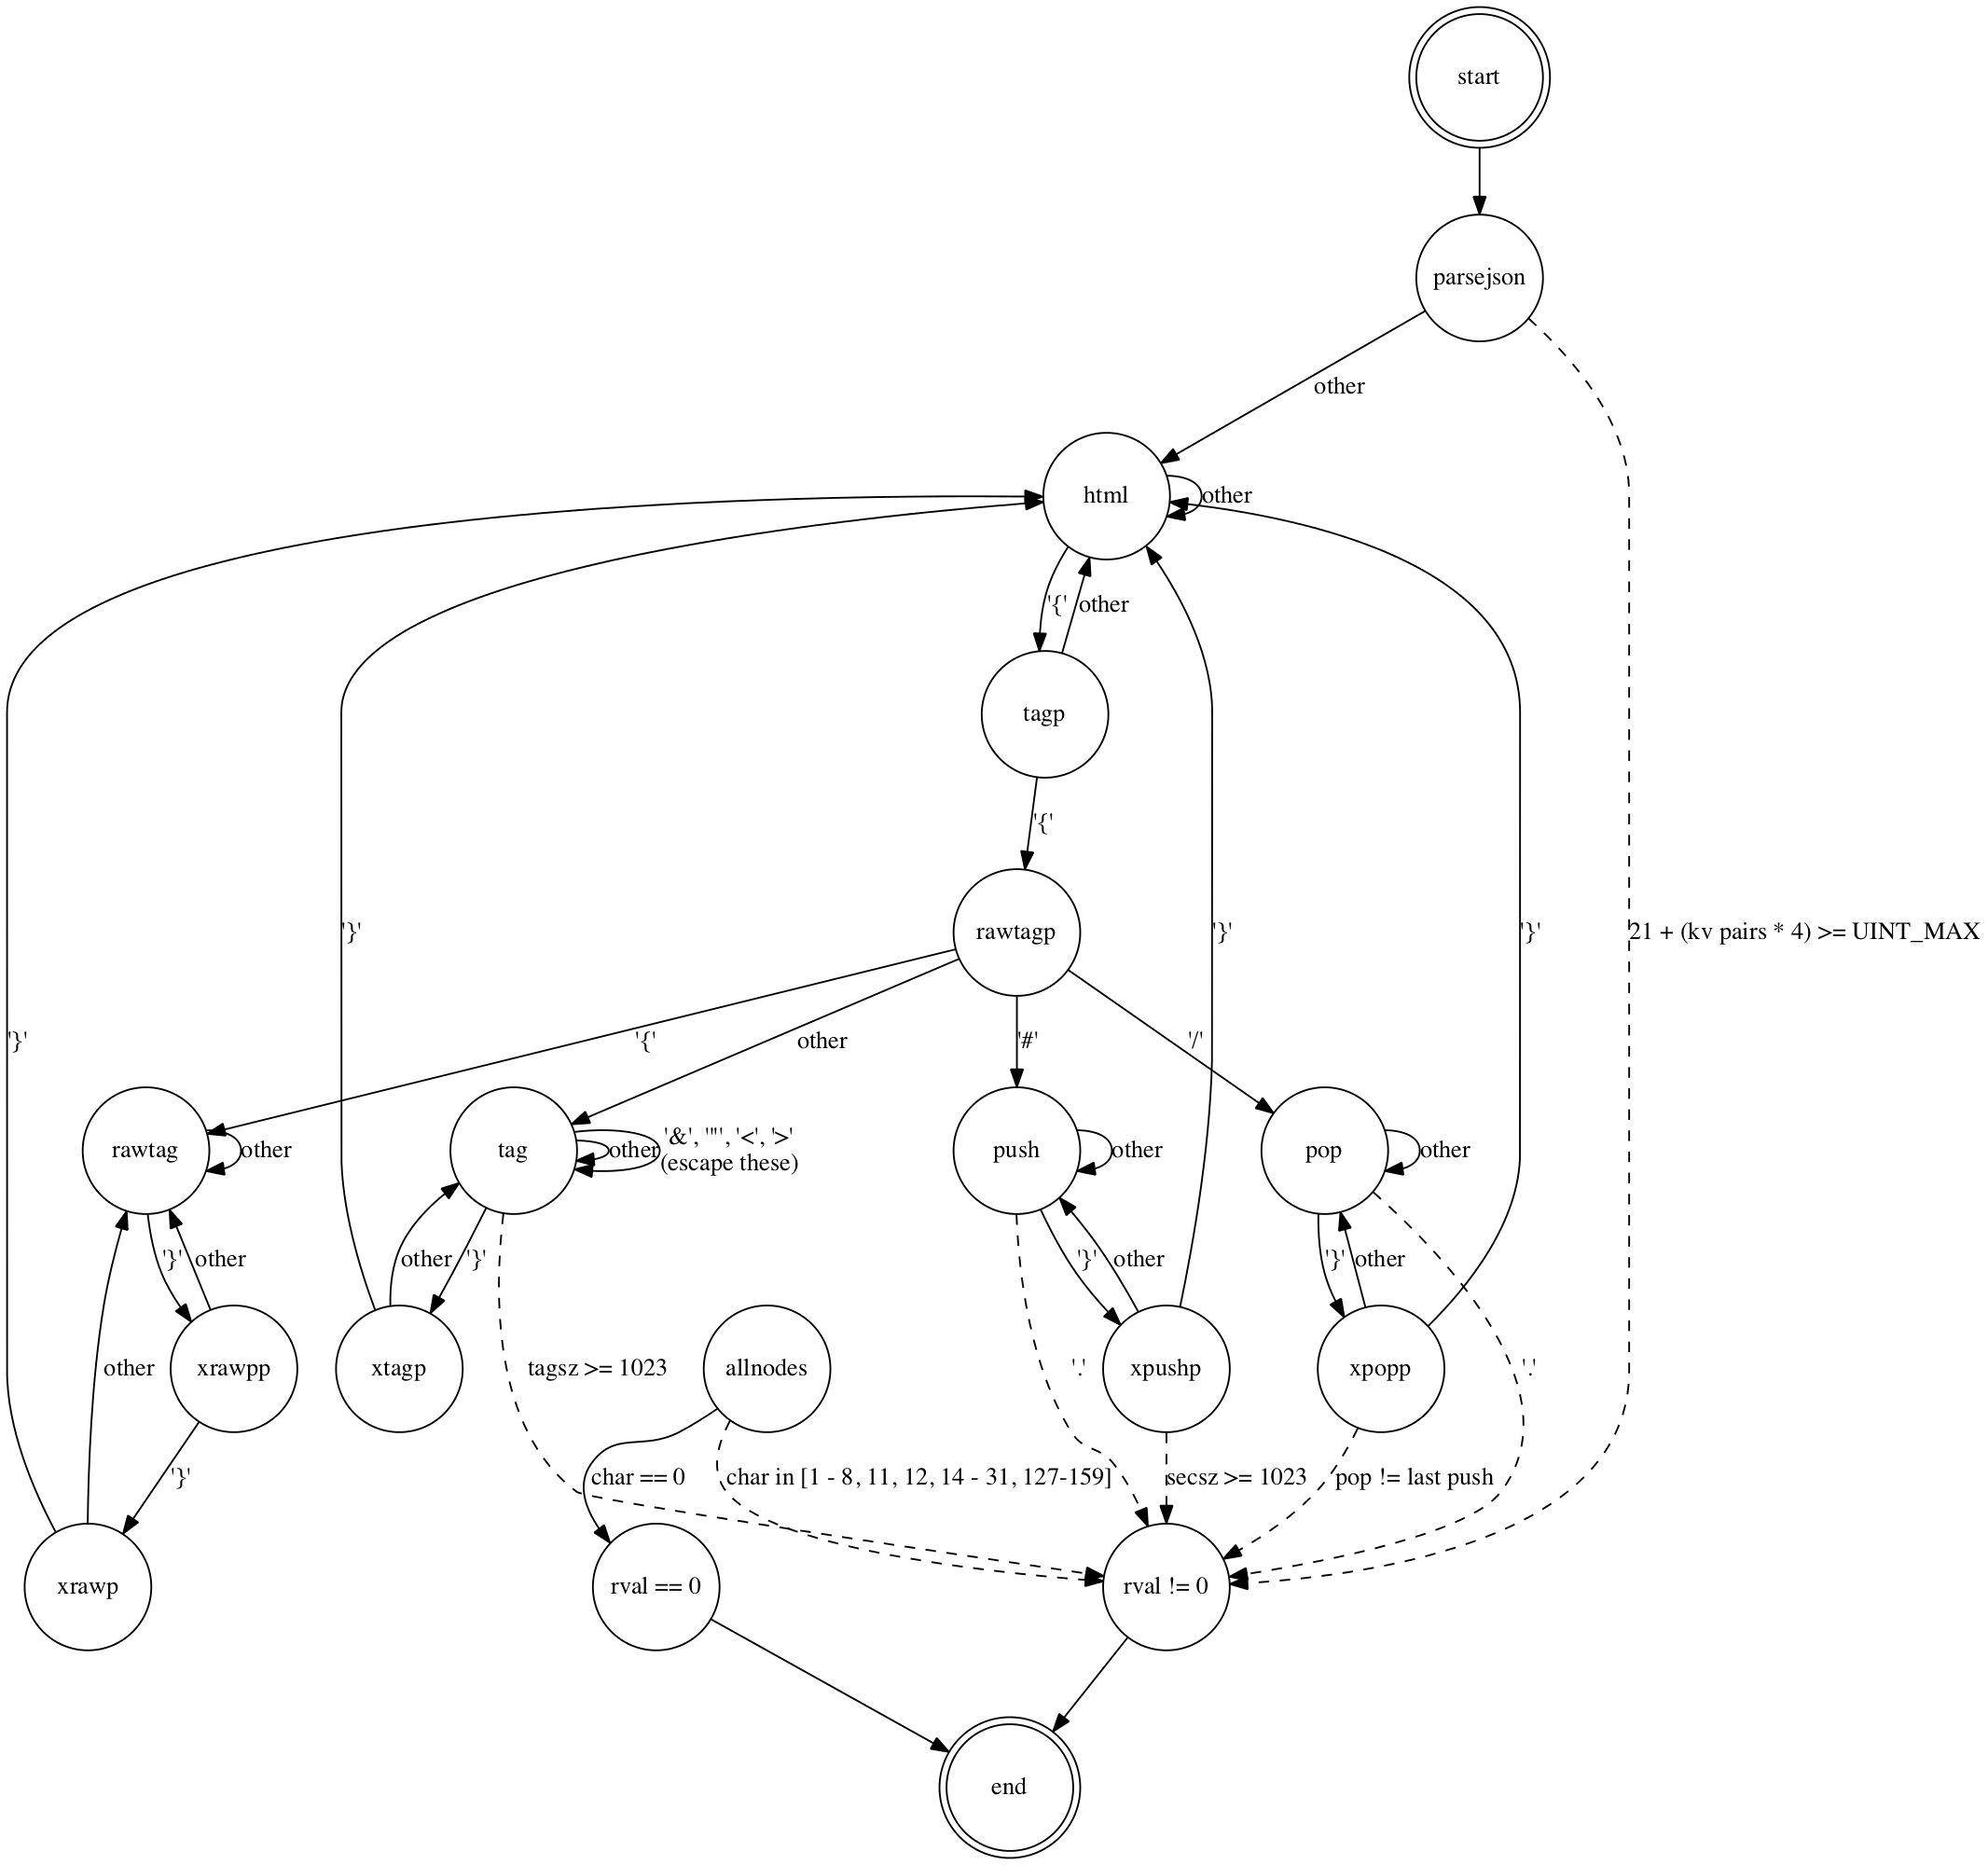 start
parsejson
other
html
other
'{'
other
tagp
'{'
rawtagp
'}'
'}'
'}'
21 + (kv pairs * 4) >= UINT_MAX
'}'
'{'
other
'#'
'/'
rawtag
other
tag
other
'&', '"', '<', '>'
(escape these)
push
other
pop
other
'}'
other
other
'}'
'}'
other
'}'
other
other
xrawpp
xtagp
tagsz >= 1023
allnodes
'.'
xpushp
xpopp
'.'
'}'
char == 0
char in [1 - 8, 11, 12, 14 - 31, 127-159]
secsz >= 1023
pop != last push
xrawp
rval == 0
rval != 0
end